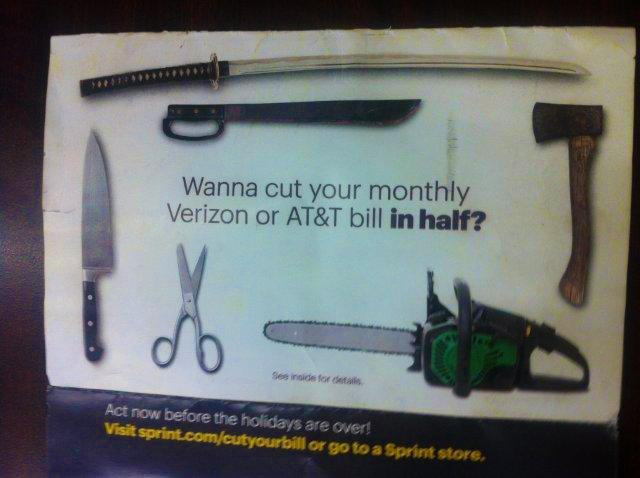 Wanna cut your monthly
Verizon or AT&T bill in half?
See inside for details.
Act now before the holidays are over!
Visit sprint.com/cutyourbill or go to a Sprint store.